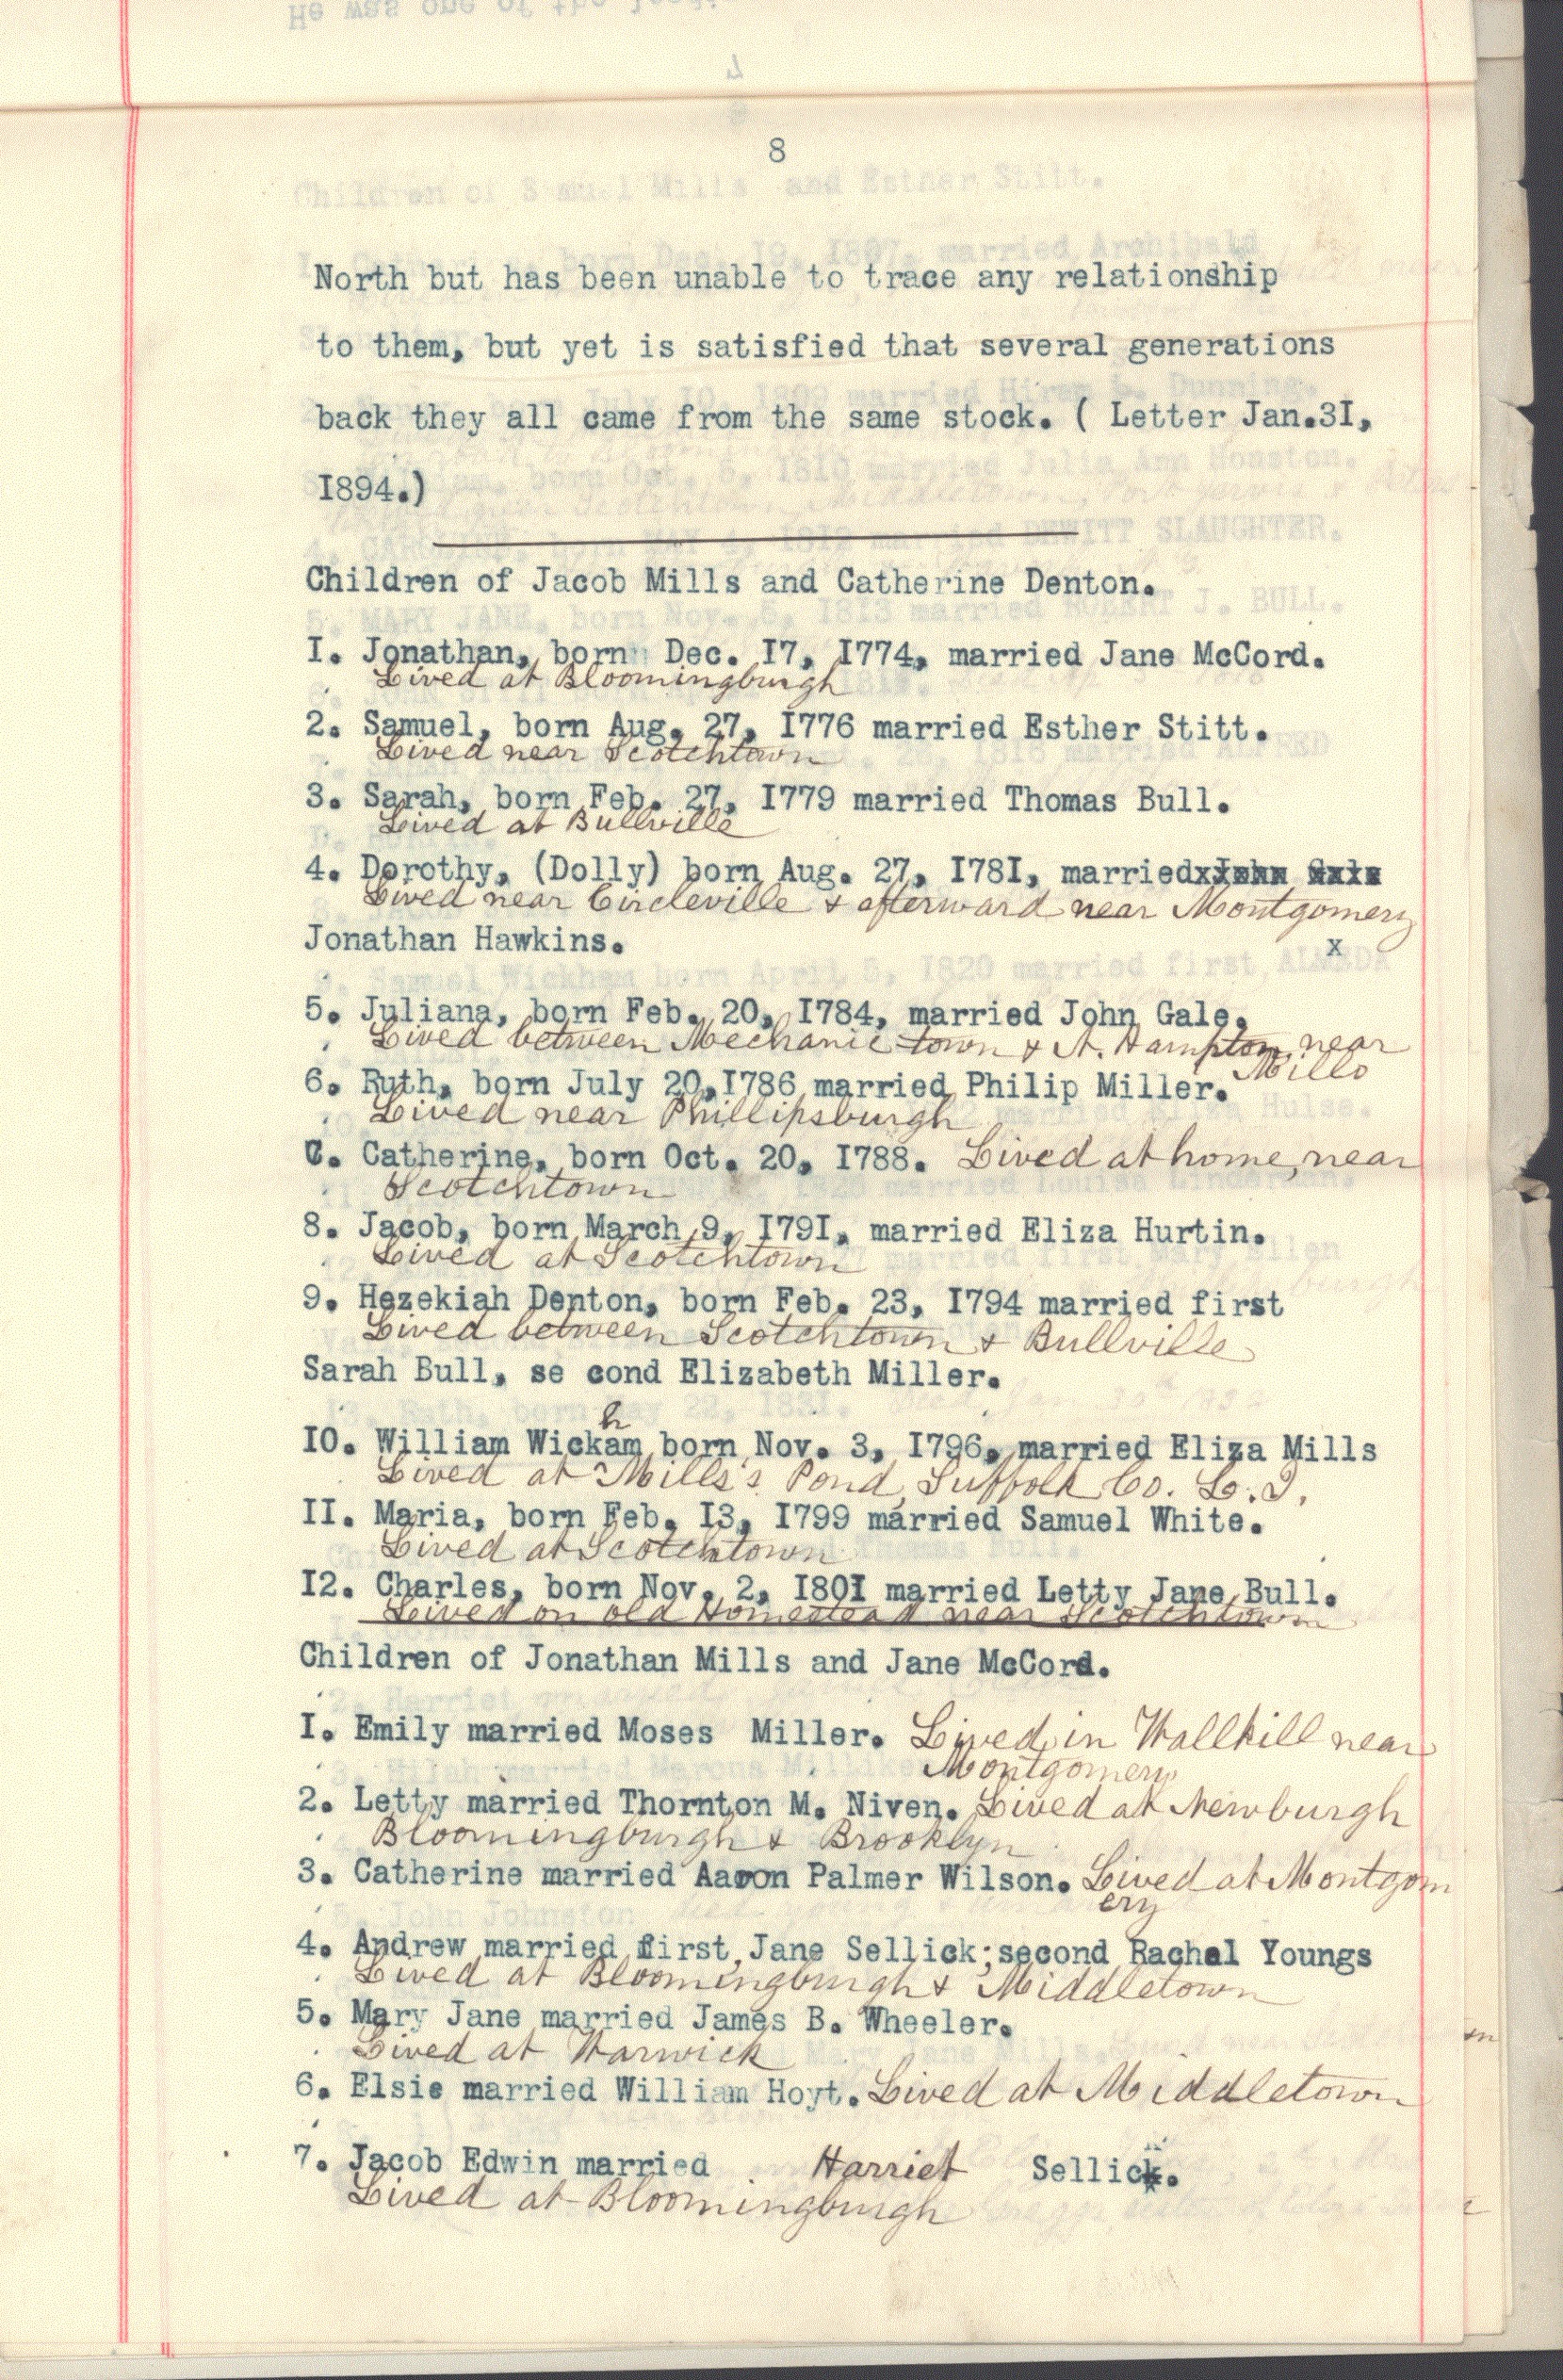 8
North but has been unable to trace any relationship
to them, but yet is satisfied that several generations
back they all came from the same stock. ( Letter Jan.3I,
I894.)
Children of Jacob Mills and Catherine Denton.
I. Jonathan, born Dec. I7, I774, married Jane McCord.
Lived at Bloomingburgh
2. Samuel, born Aug. 27, I776 married Esther Stitt.
Lived near Scotchtown
3. Sarah, born Feb. 27, I779 married Thomas Bull.
Lived at Bullville
4. Dorothy, (Dolly) born Aug. 27, I78I, married
Lived near Circleville & afterward near Montgomery
Jonathan Hawkins. x
5. Juliana, born Feb. 20, I784, married John Gale.
Lived between Mechanic town & N. Hampton, near
Mills
6. Ruth, born July 20,I786 married Philip Miller.
Lived near Phillipsburgh
C. Catherine, born Oct. 20, I788. Lived at home, near
Scotchtown
8. Jacob, born March 9, I79I, married Eliza Hurtin.
Lived at Scotchtown
9. Hezekiah Denton, born Feb. 23, I794 married first
Lived between Scotchtown & Bullville
Sarah Bull, se cond Elizabeth Miller.
h
IO. William Wickam born Nov. 3, I796, married Eliza Mills
Lived at Mills's Pond, Suffolk Co. L.I.
II. Maria, born Feb. I3, I799 married Samuel White.
Lived at Scotchtown
I2. Charles, born Nov. 2, I80I married Letty Jane Bull.
Lived on old Homestead near Scotchtown
Children of Jonathan Mills and Jane McCord.
I. Emily married Moses Miller. Lived in Wallkill near
Montgomery
2. Letty married Thornton M. Niven. Lived at Newburgh
Bloomingburgh & Brooklyn
3. Catherine married Aaron Palmer Wilson. Lived at Montgom
ery
4. Andrew married first Jane Sellick;second Rachel Youngs
Lived at Bloomingburgh & Middletown
5. Mary Jane married James B. Wheeler.
Lived at Warwick
6. Elsie married William Hoyt. Lived at Middletown
7. Jacob Edwin married Harriet Sellick.
Lived at Bloomingburgh